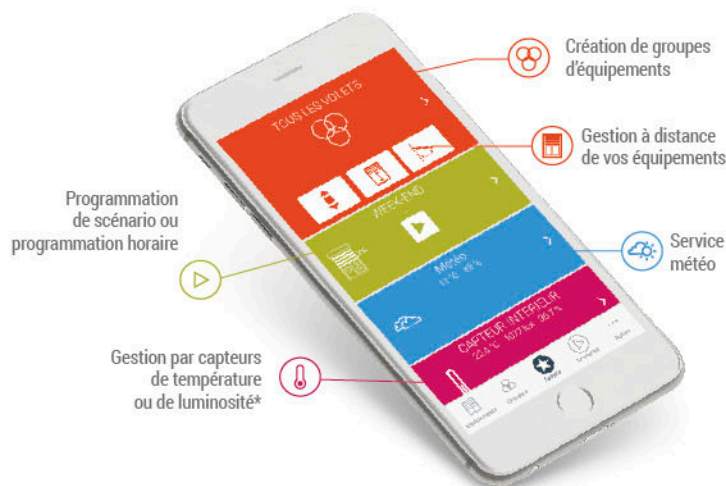 Création de groupes
d'équipements
TOUS LES VOLETS
Gestion à distance
de vos équipements
WEEK-END
Programmation
de scénario ou
programmation horaire
Météo
Service
météo
CAPTEUR INTERIEUR
Gestion par capteurs
de température
ou de luminosité*